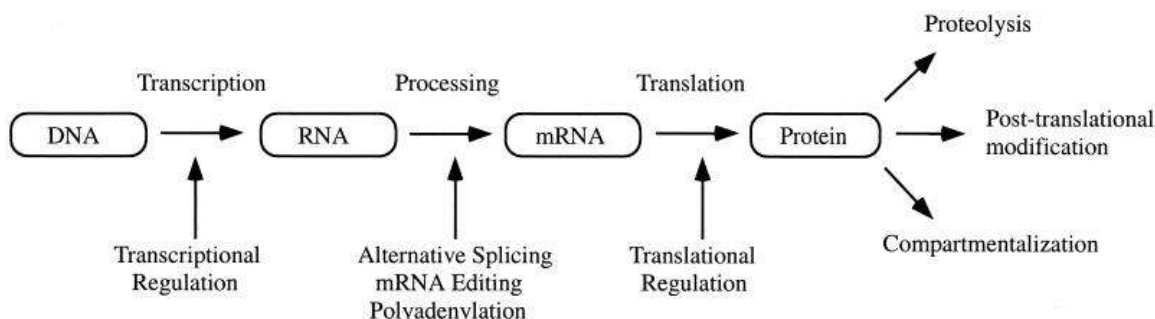 Proteolysis
Transcription
Processing
Translation
DNA
RNA
mRNA
Protein
Post-translational
modification
Compartmentalization
Transcriptional
Regulation
Alternative Splicing
mRNA Editing
Polyadenylation
Translational
Regulation